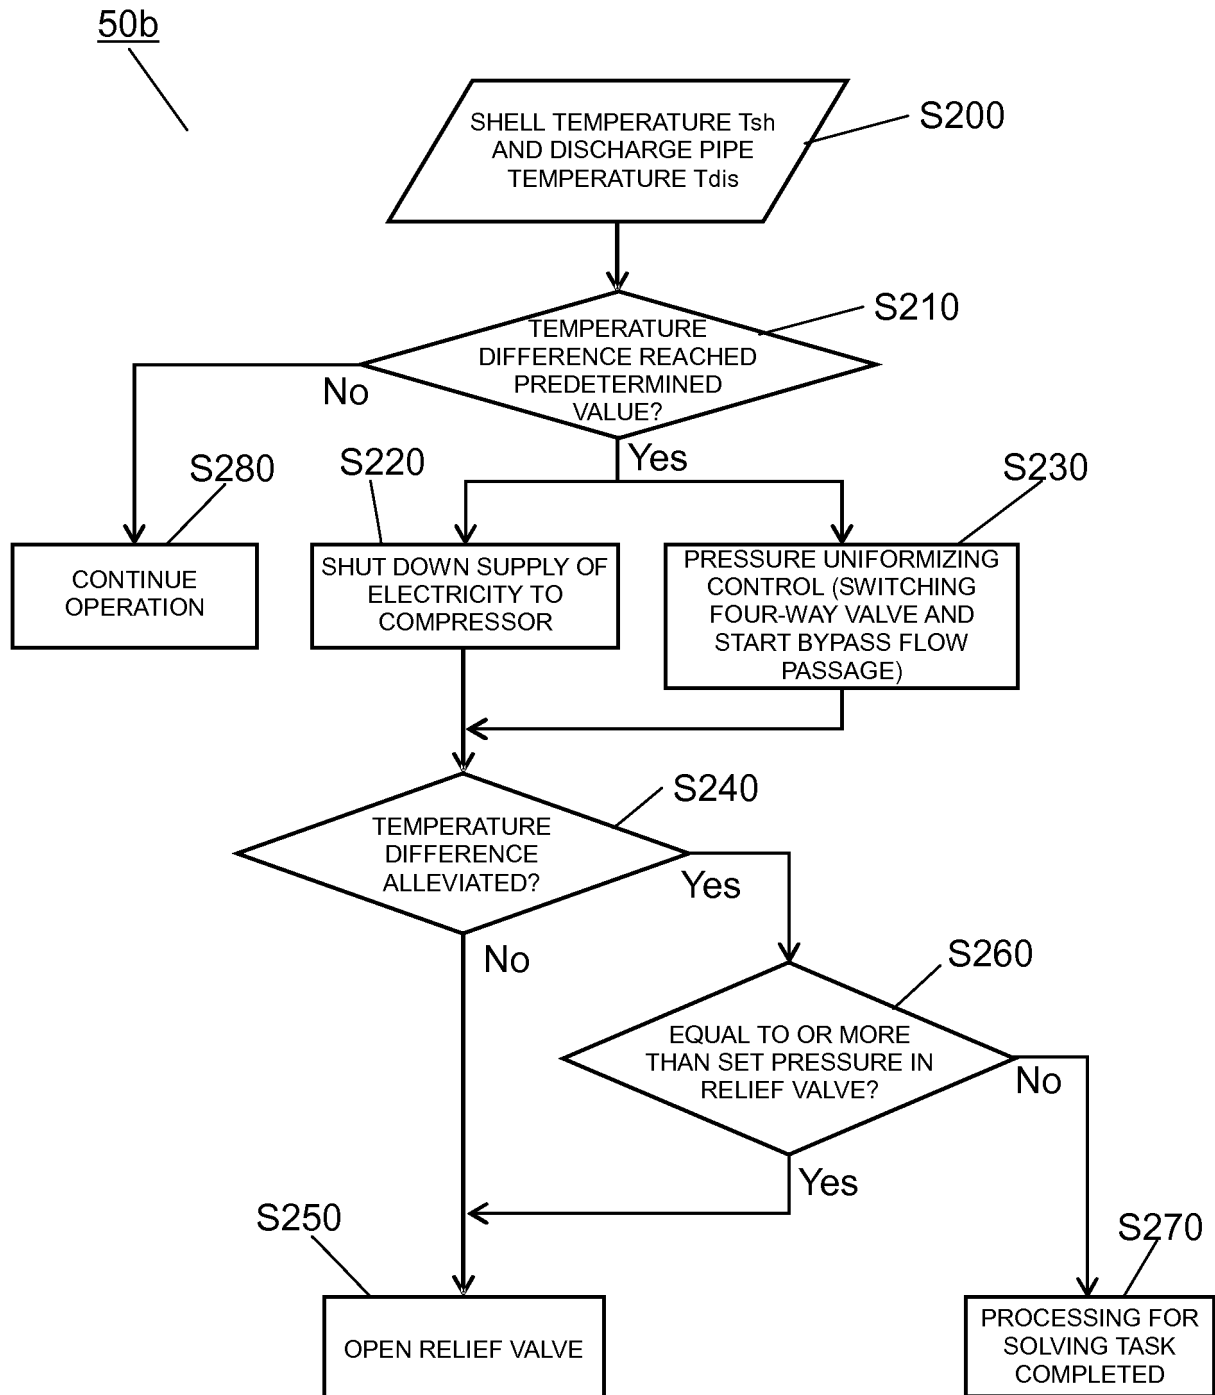 50b
SHELL TEMPERATURE Tsh
AND DISCHARGE PIPE
TEMPERATURE Tdis
S200
S210
TEMPERATURE
DIFFERENCE REACHED
PREDETERMINED
VALUE?
No
Yes
S280
S220
S230
CONTINUE
OPERATION
SHUT DOWN SUPPLY OF
ELECTRICITY TO
COMPRESSOR
PRESSURE UNIFORMIZING
CONTROL (SWITCHING
FOUR-WAY VALVE AND
START BYPASS FLOW
PASSAGE)
S240
TEMPERATURE
DIFFERENCE
ALLEVIATED?
Yes
No
S260
EQUAL TO OR MORE
THAN SET PRESSURE IN
RELIEF VALVE?
No
Yes
S250
S270
OPEN RELIEF VALVE
PROCESSING FOR
SOLVING TASK
COMPLETED